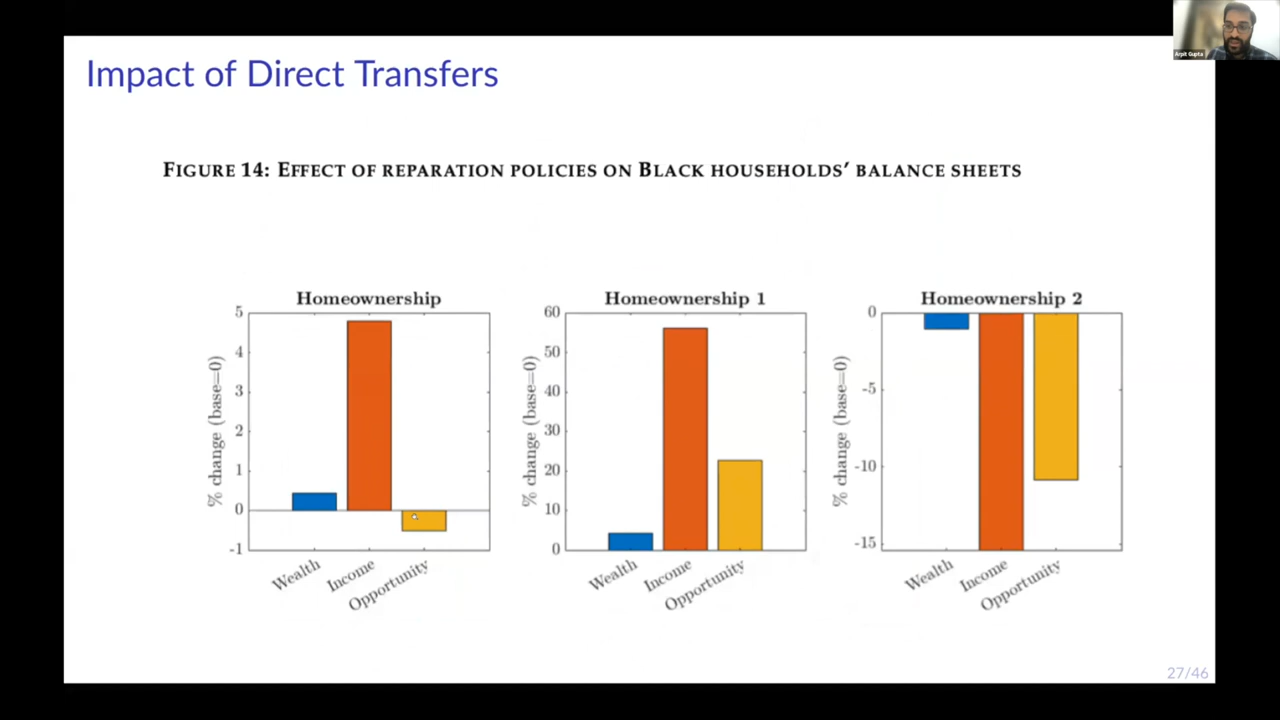 Arpit Gupta
Impact of Direct Transfers
FIGURE 14: EFFECT OF REPARATION POLICIES ON BLACK HOUSEHOLDS' BALANCE SHEETS
Homeownership
% change (base=0)
5
4
3
2
1
0
-1
Wealth
Income
Opportunity
Homeownership 1
% change (base=0)
60
50
40
30
20
10
0
Wealth
Income
Opportunity
Homeownership 2
% change (base=0)
0
-5
-10
-15
Wealth
Income
Opportunity
27/46